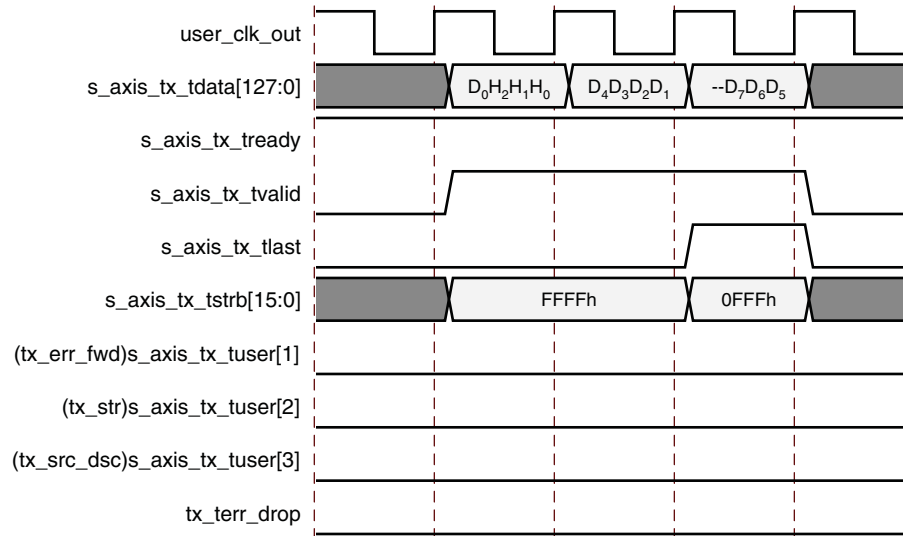 user_clk_out
s_axis_tx_tdata[127:0] D₀H₂H₁H₀ D₄D₃D₂D₁ --D₇D₆D₅
s_axis_tx_tready
s_axis_tx_tvalid
s_axis_tx_tlast
s_axis_tx_tstrb[15:0] FFFFh 0FFFh
(tx_err_fwd)s_axis_tx_tuser[1]
(tx_str)s_axis_tx_tuser[2]
(tx_src_dsc)s_axis_tx_tuser[3]
tx_terr_drop